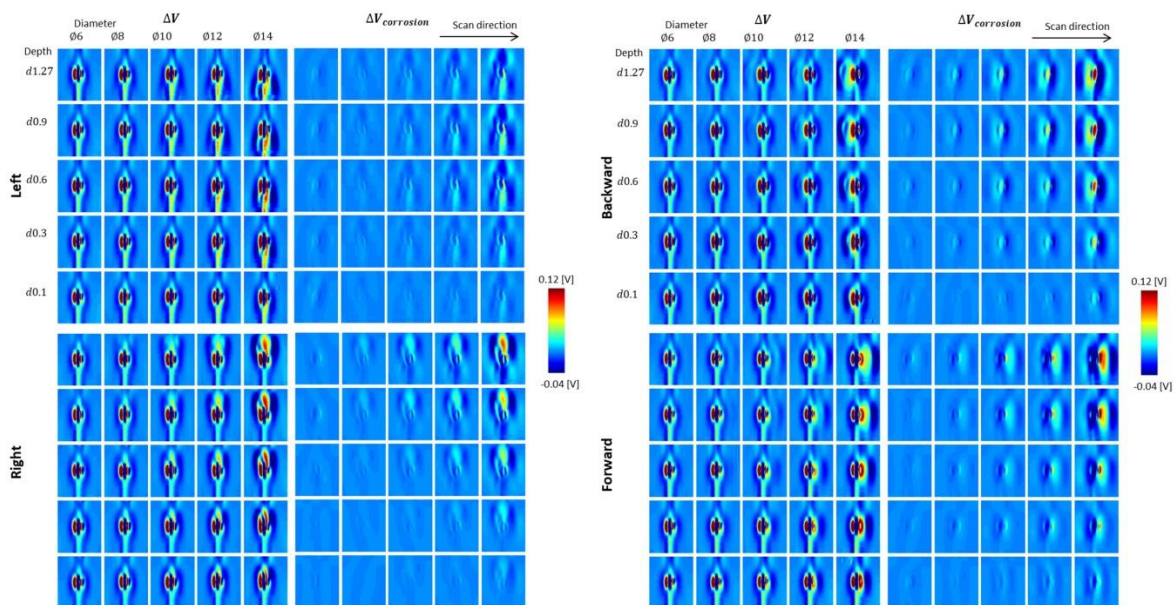 Diameter ΔV ΔV_corrosion Scan direction
Ø6 Ø8 Ø10 Ø12 Ø14
Depth
d1.27
d0.9
Left
d0.6
d0.3
d0.1
0.12 [V]
-0.04 [V]
Right
Diameter ΔV ΔV_corrosion Scan direction
Ø6 Ø8 Ø10 Ø12 Ø14
Depth
d1.27
d0.9
Backward
d0.6
d0.3
d0.1
0.12 [V]
-0.04 [V]
Forward